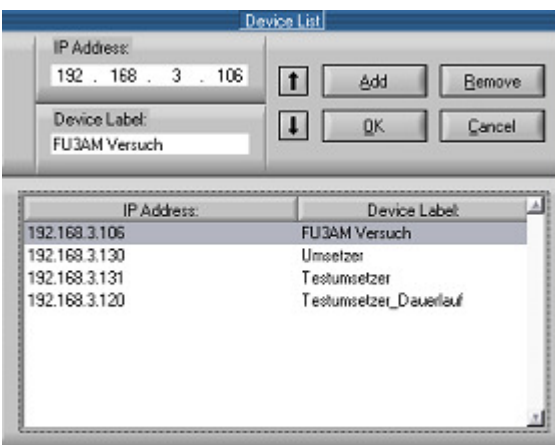 Device List
IP Address:
192 . 168 . 3 . 106
Add
Remove
Device Label:
FU3AM Versuch
OK
Cancel
IP Address: Device Label:
192.168.3.106 FU3AM Versuch
192.168.3.130 Umsetzer
192.168.3.131 Testumsetzer
192.168.3.120 Testumsetzer_Dauerlauf